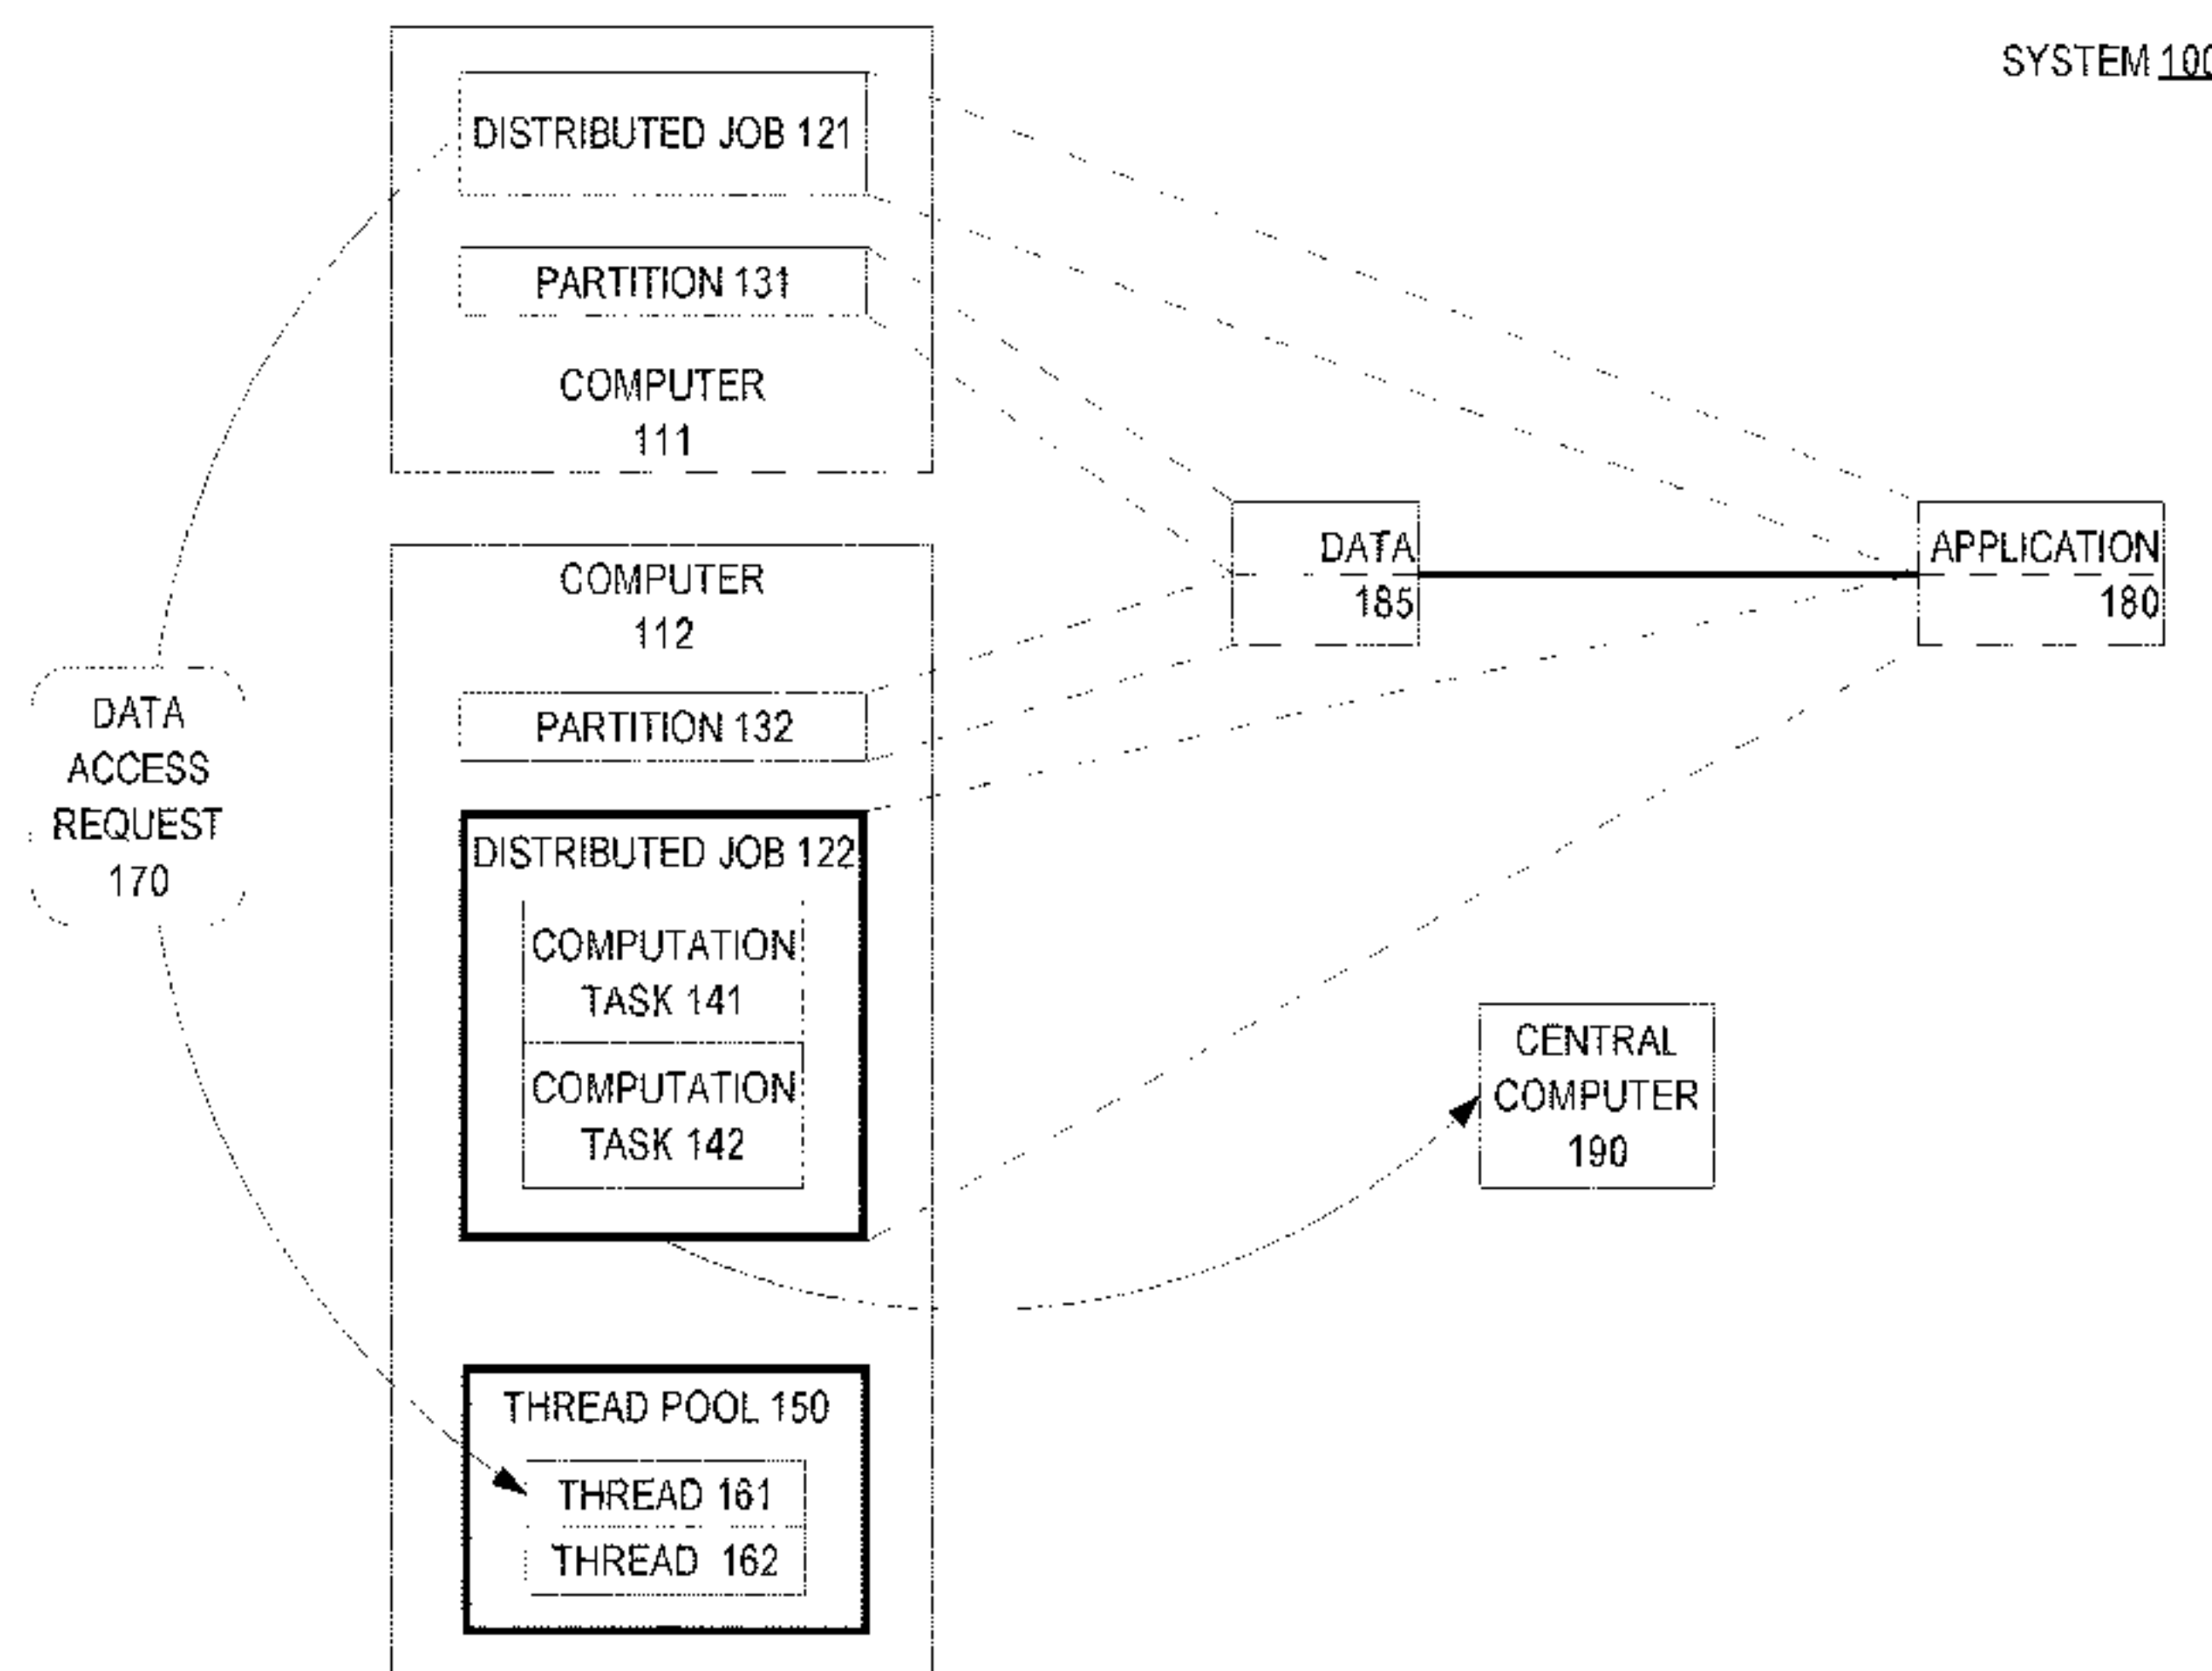 SYSTEM 100
DISTRIBUTED JOB 121
PARTITION 131
COMPUTER
111
COMPUTER
112
PARTITION 132
DISTRIBUTED JOB 122
COMPUTATION
TASK 141
COMPUTATION
TASK 142
THREAD POOL 150
THREAD 161
THREAD 162
DATA
ACCESS
REQUEST
170
DATA
185
APPLICATION
180
CENTRAL
COMPUTER
190